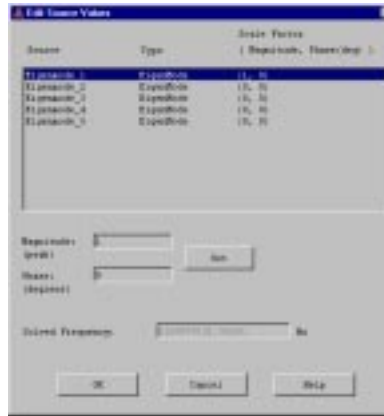 Edit Source Values
Scale Factor
Source Type ( Magnitude, Phase(deg) )
Eigenmode_1 EigenMode (1, 0)
Eigenmode_2 EigenMode (0, 0)
Eigenmode_3 EigenMode (0, 0)
Eigenmode_4 EigenMode (0, 0)
Eigenmode_5 EigenMode (0, 0)
Magnitude:
(peak)
Phase:
(degrees)
Solved Frequency: Hz
OK Cancel Help